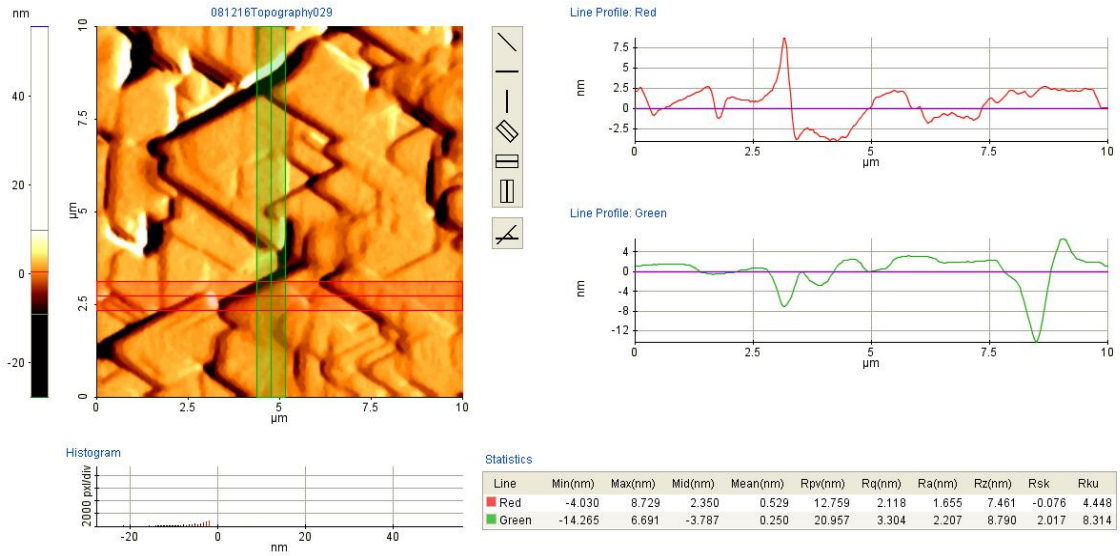 nm
40
20
0
-20
081216Topography029
10
7.5
5
2.5
0
µm
0
2.5
5
7.5
10
µm
Line Profile: Red
nm
7.5
5
2.5
0
-2.5
0
2.5
5
7.5
10
µm
Line Profile: Green
nm
4
0
-4
-8
-12
0
2.5
5
7.5
10
µm
Histogram
2000 pxl/div
-20
0
20
40
nm
Statistics
Line Min(nm) Max(nm) Mid(nm) Mean(nm) Rpv(nm) Rq(nm) Ra(nm) Rz(nm) Rsk Rku
Red -4.030 8.729 2.350 0.529 12.759 2.118 1.655 7.461 -0.076 4.448
Green -14.265 6.691 -3.787 0.250 20.957 3.304 2.207 8.790 2.017 8.314